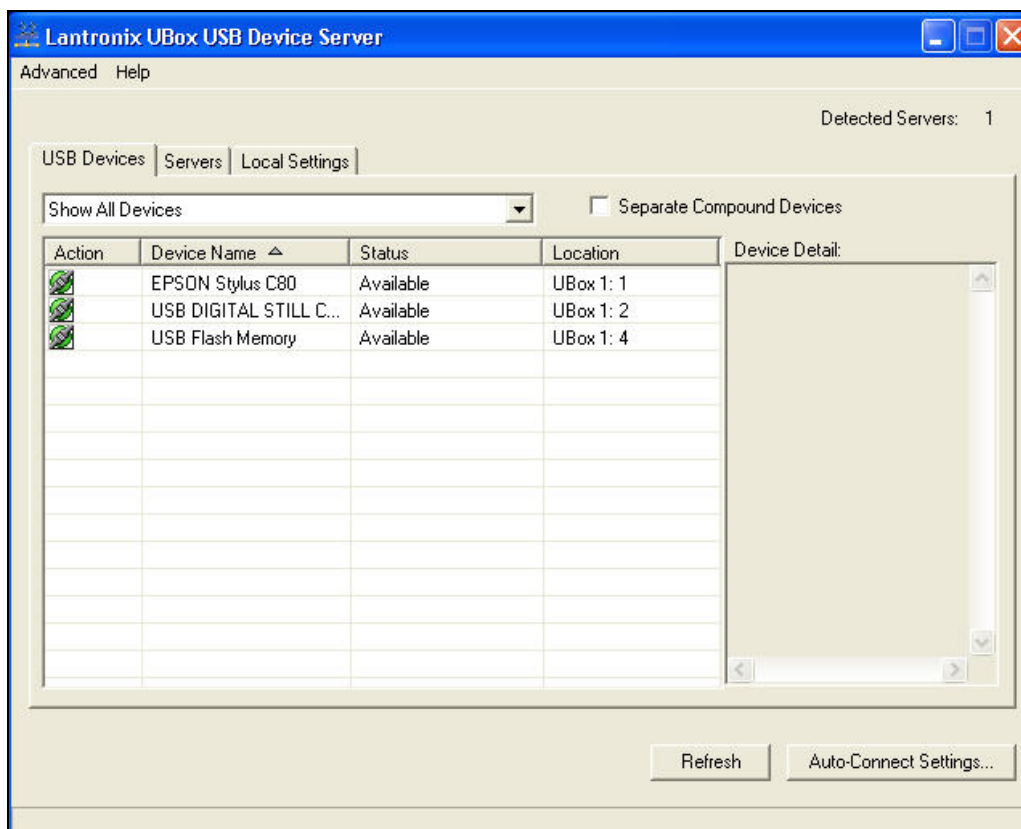 Lantronix UBox USB Device Server
Advanced Help
Detected Servers: 1
USB Devices Servers Local Settings
Show All Devices Separate Compound Devices
Action Device Name Status Location Device Detail:
EPSON Stylus C80 Available UBox 1: 1
USB DIGITAL STILL C... Available UBox 1: 2
USB Flash Memory Available UBox 1: 4
Refresh Auto-Connect Settings...